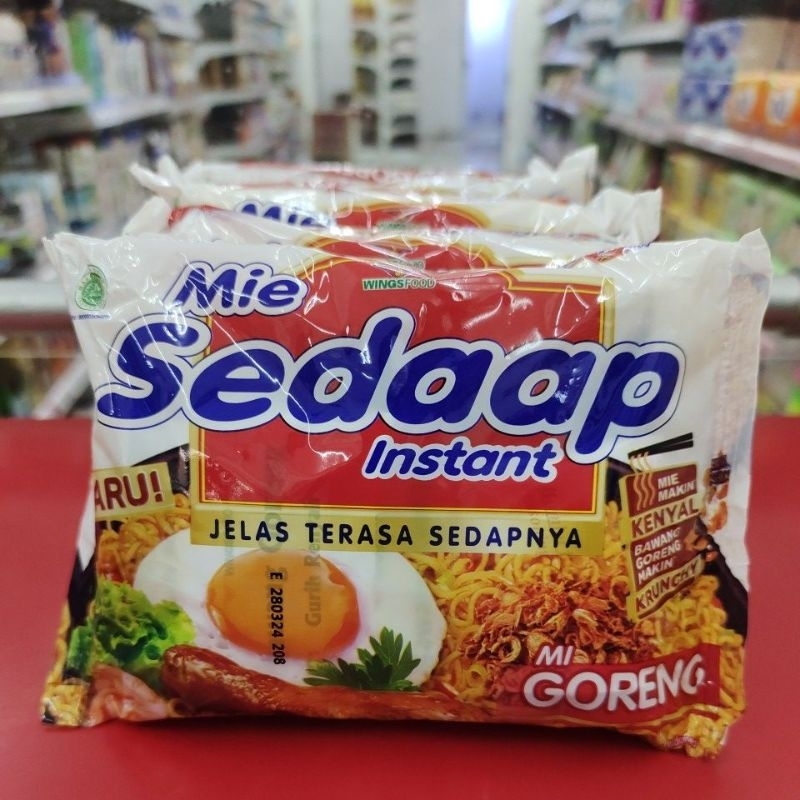 Mie
WINGSFOOD
Mie
Sedaap
Instant
JELAS TERASA SEDAPNYA
ARU!
MIE
MAKIN
KENYAL
BAWANG
GORENG
MAKIN
KRUNCHY
E 280324 208
MI
GORENG